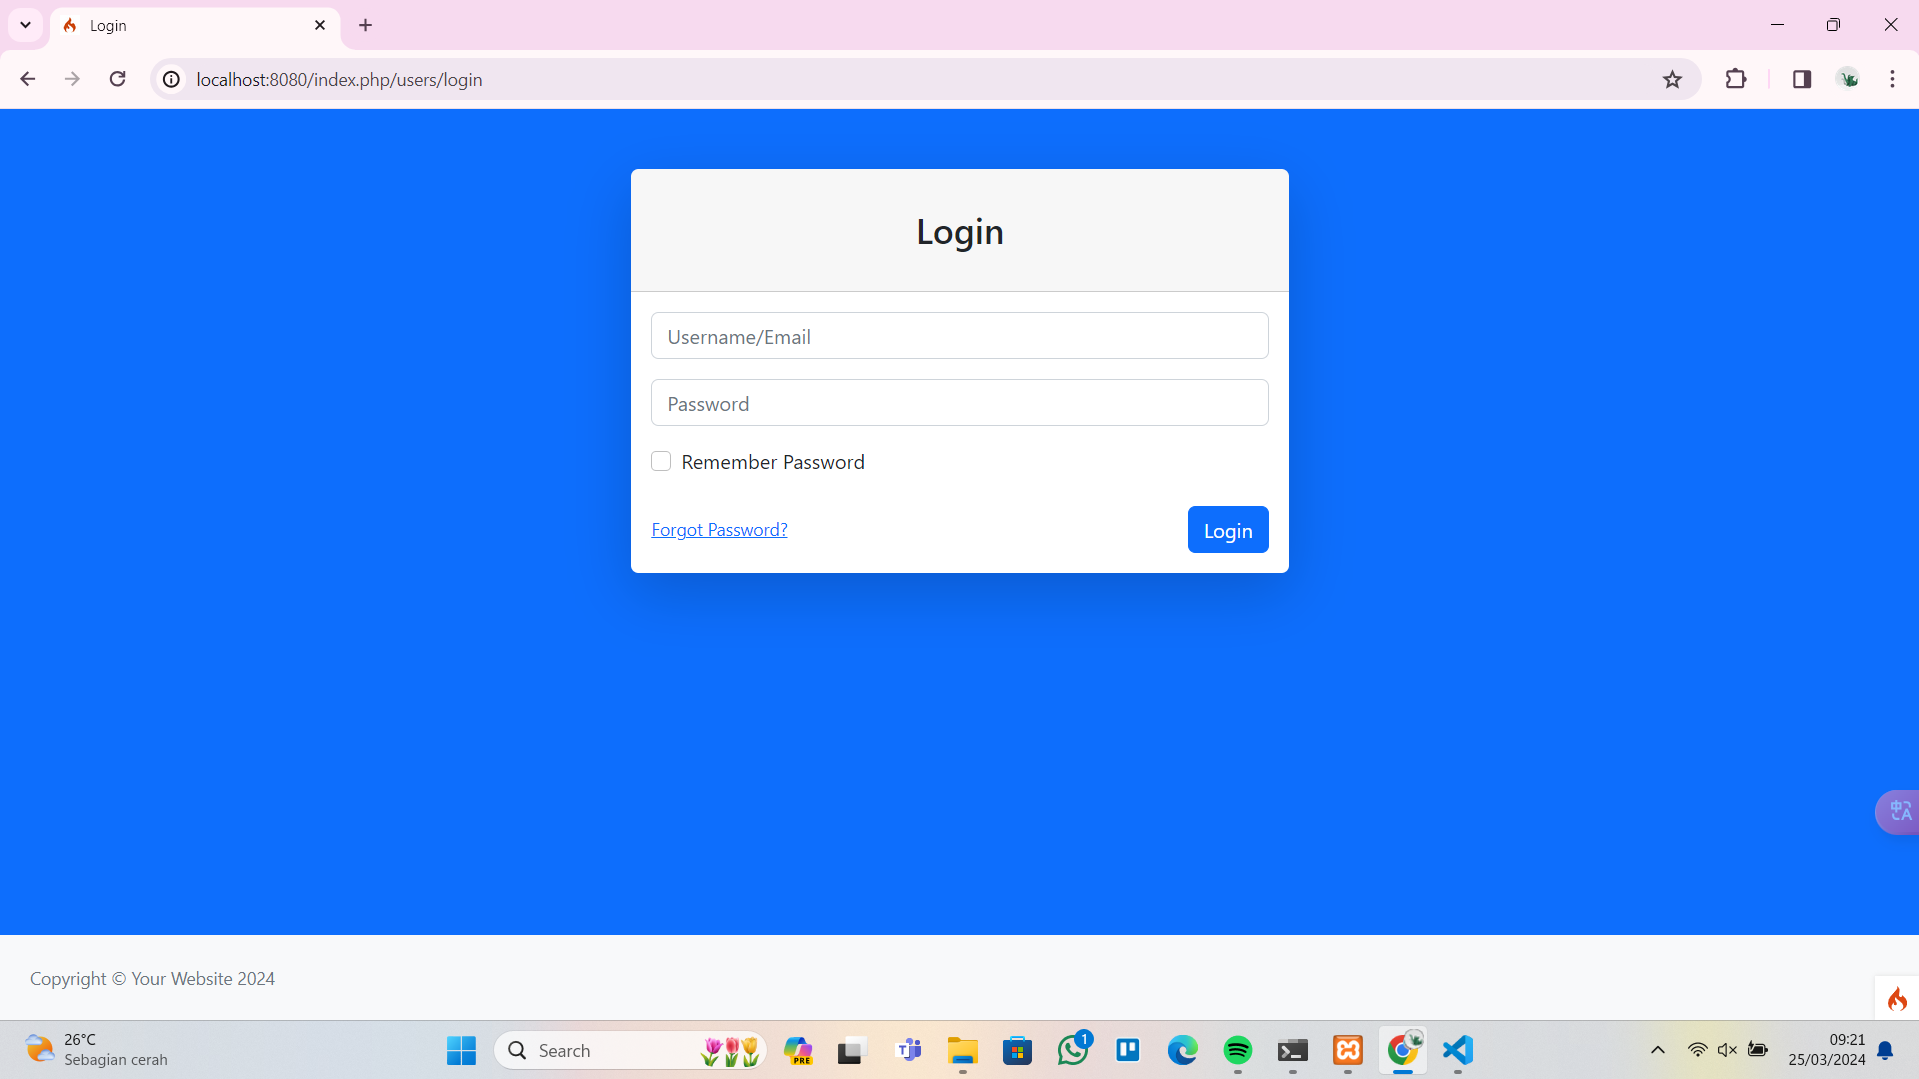 Login
localhost:8080/index.php/users/login
Login
Username/Email
Password
Remember Password
Forgot Password?
Login
Copyright © Your Website 2024
26°C
Sebagian cerah
Search
PRE
1
09:21
25/03/2024